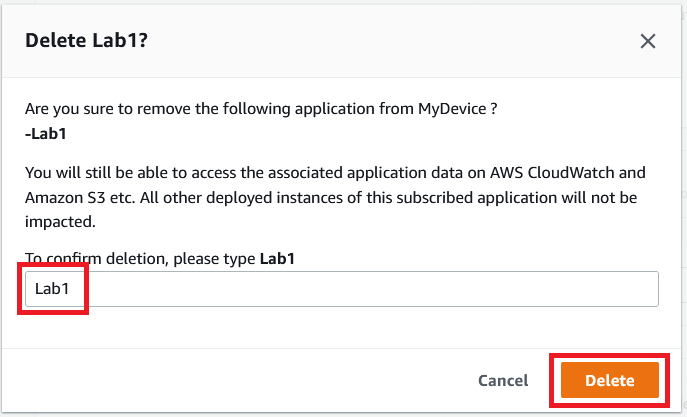 Delete Lab1?
Are you sure to remove the following application from MyDevice ?
-Lab1
You will still be able to access the associated application data on AWS CloudWatch and
Amazon S3 etc. All other deployed instances of this subscribed application will not be
impacted.
To confirm deletion, please type Lab1
Lab1
Cancel
Delete